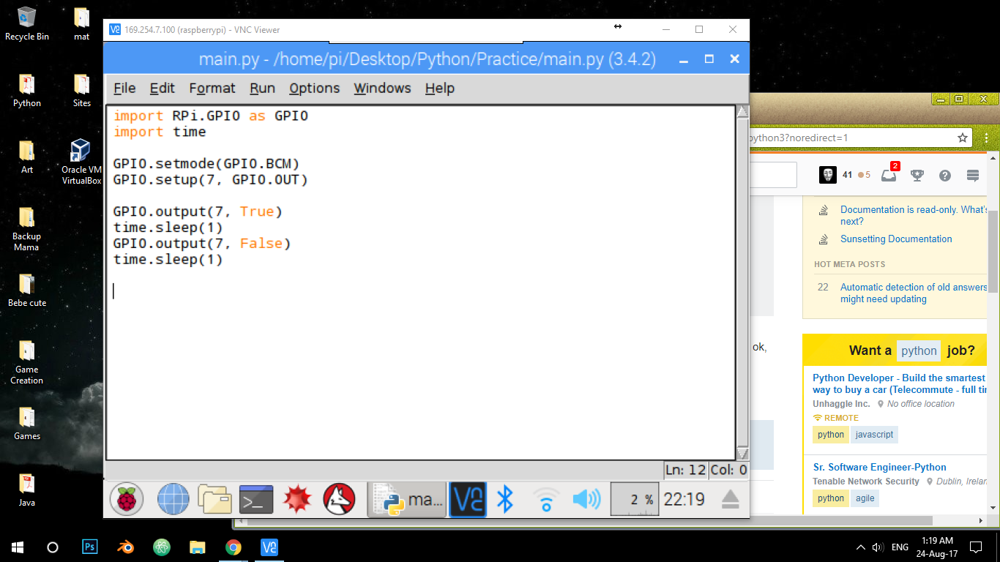 Recycle Bin
mat
Python
Sites
Art
Oracle VM
VirtualBox
Backup
Mama
Bebe cute
Game
Creation
Games
Java
169.254.7.100 (raspberrypi) - VNC Viewer
main.py - /home/pi/Desktop/Python/Practice/main.py (3.4.2)
File Edit Format Run Options Windows Help
import RPi.GPIO as GPIO
import time
GPIO.setmode(GPIO.BCM)
GPIO.setup(7, GPIO.OUT)
GPIO.output(7, True)
time.sleep(1)
GPIO.output(7, False)
time.sleep(1)
Ln: 12 Col: 0
ma... 2 % 22:19
python3?noredirect=1
41 5 2
Documentation is read-only. What's
next?
Sunsetting Documentation
HOT META POSTS
22 Automatic detection of old answers
might need updating
ok,
Want a python job?
Python Developer - Build the smartest
way to buy a car (Telecommute - full
Unhaggle Inc. No office location
REMOTE
python javascript
Sr. Software Engineer-Python
Tenable Network Security Dublin,
python agile
Ps
ENG
1:19 AM
24-Aug-17